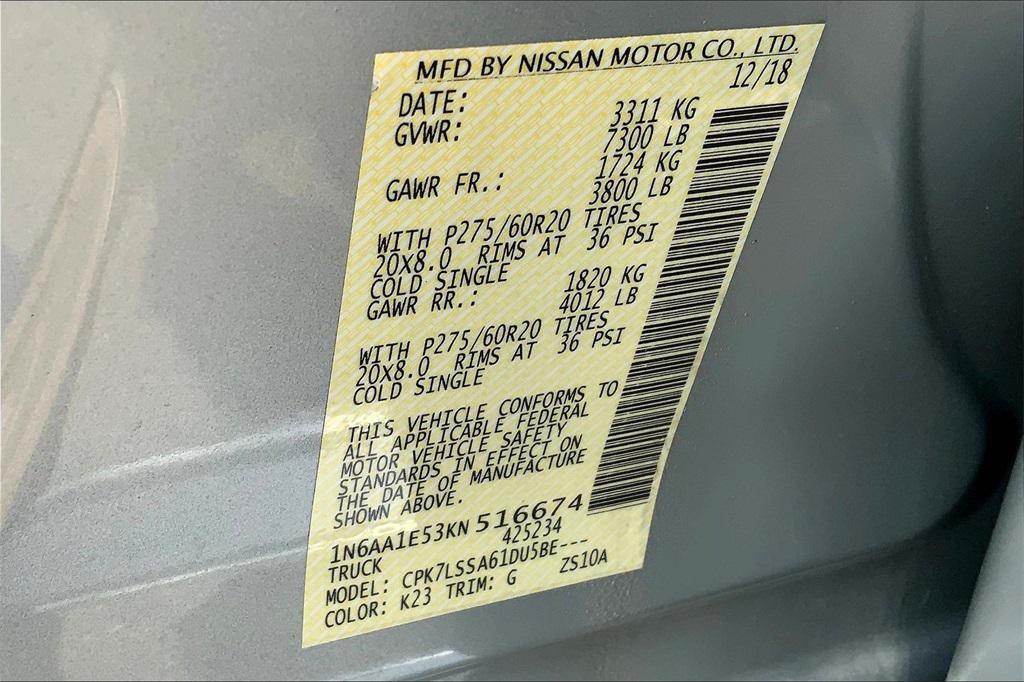 MFD BY NISSAN MOTOR CO., LTD.
DATE: 12/18
GVWR: 3311 KG
7300 LB
GAWR FR.: 1724 KG
3800 LB
WITH P275/60R20 TIRES
20X8.0 RIMS AT 36 PSI
COLD SINGLE
GAWR RR.: 1820 KG
4012 LB
WITH P275/60R20 TIRES
20X8.0 RIMS AT 36 PSI
COLD SINGLE
THIS VEHICLE CONFORMS TO
ALL APPLICABLE FEDERAL
MOTOR VEHICLE SAFETY
STANDARDS IN EFFECT ON
THE DATE OF MANUFACTURE
SHOWN ABOVE.
1N6AA1E53KN516674
TRUCK 425234
MODEL: CPK7LSSA61DU5BE---
COLOR: K23 TRIM: G ZS10A